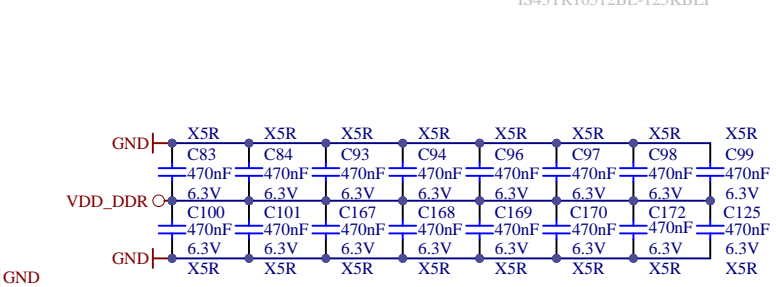 GND X5R X5R X5R X5R X5R X5R X5R X5R
C83 C84 C93 C94 C96 C97 C98 C99
470nF 470nF 470nF 470nF 470nF 470nF 470nF 470nF
6.3V 6.3V 6.3V 6.3V 6.3V 6.3V 6.3V 6.3V
VDD_DDR
C100 C101 C167 C168 C169 C170 C172 C125
470nF 470nF 470nF 470nF 470nF 470nF 470nF 470nF
6.3V 6.3V 6.3V 6.3V 6.3V 6.3V 6.3V 6.3V
GND X5R X5R X5R X5R X5R X5R X5R X5R
GND